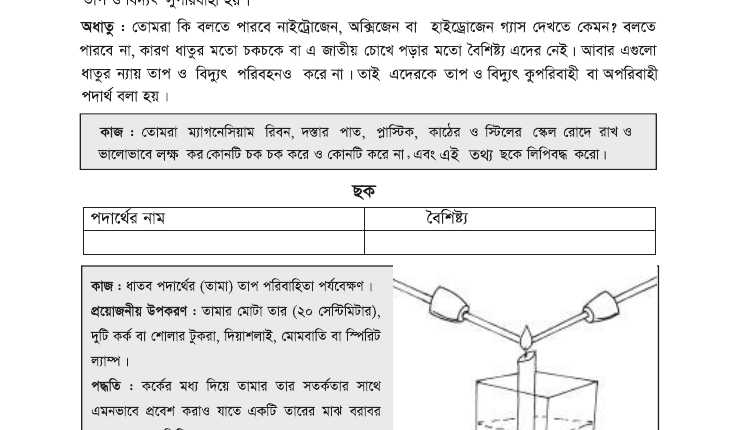 তাপ ও বিদ্যুৎ সুপরিবাহী হয়।
অধাতু : তোমরা কি বলতে পারবে নাইট্রোজেন, অক্সিজেন বা হাইড্রোজেন গ্যাস দেখতে কেমন? বলতে
পারবে না, কারণ ধাতুর মতো চকচকে বা এ জাতীয় চোখে পড়ার মতো বৈশিষ্ট্য এদের নেই। আবার এগুলো
ধাতুর ন্যায় তাপ ও বিদ্যুৎ পরিবহনও করে না। তাই এদেরকে তাপ ও বিদ্যুৎ কুপরিবাহী বা অপরিবাহী
পদার্থ বলা হয়।
কাজ : তোমরা ম্যাগনেসিয়াম রিবন, দস্তার পাত, প্লাস্টিক, কাঠের ও স্টিলের স্কেল রোদে রাখ ও
ভালোভাবে লক্ষ কর কোনটি চক চক করে ও কোনটি করে না, এবং এই তথ্য ছকে লিপিবদ্ধ করো।
ছক
পদার্থের নাম বৈশিষ্ট্য
কাজ : ধাতব পদার্থের (তামা) তাপ পরিবাহিতা পর্যবেক্ষণ।
প্রয়োজনীয় উপকরণ : তামার মোটা তার (২০ সেন্টিমিটার),
দুটি কর্ক বা শোলার টুকরা, দিয়াশলাই, মোমবাতি বা স্পিরিট
ল্যাম্প।
পদ্ধতি : কর্কের মধ্য দিয়ে তামার তার সতর্কতার সাথে
এমনভাবে প্রবেশ করাও যাতে একটি তারের মাঝ বরাবর